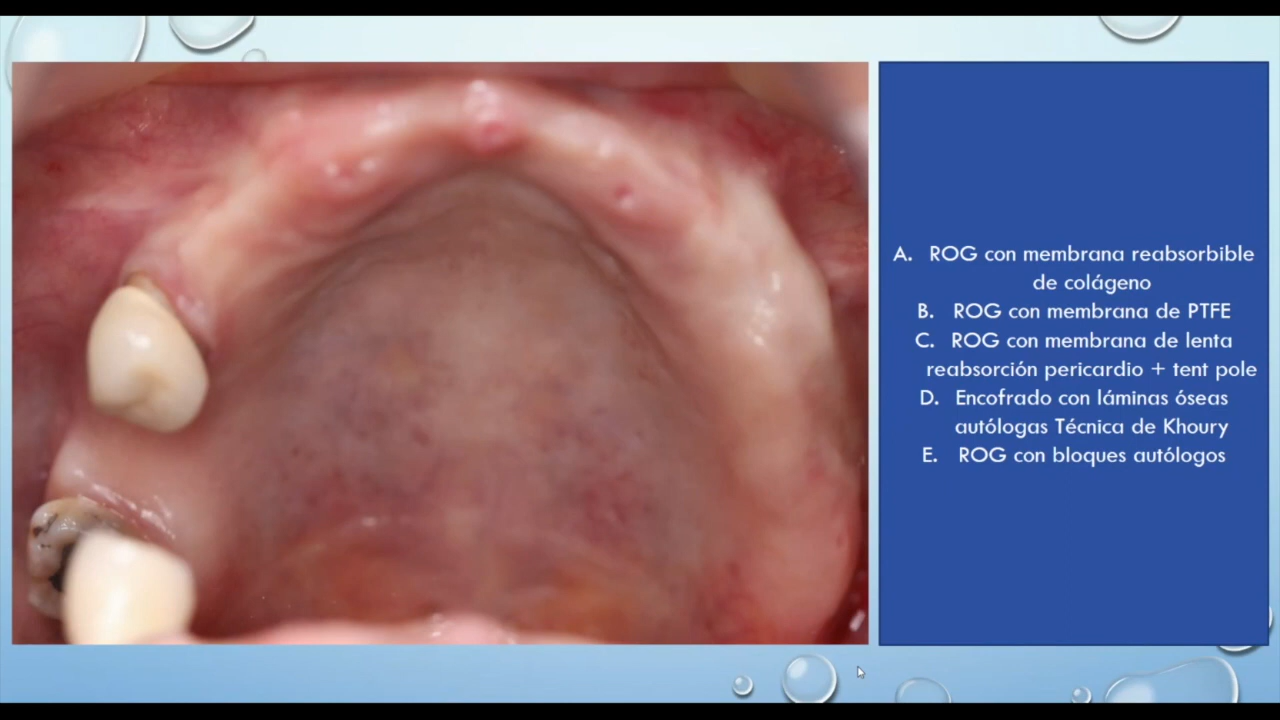 A. ROG con membrana reabsorbible
de colágeno
B. ROG con membrana de PTFE
C. ROG con membrana de lenta
reabsorción pericardio + tent pole
D. Encofrado con láminas óseas
autólogas Técnica de Khoury
E. ROG con bloques autólogos